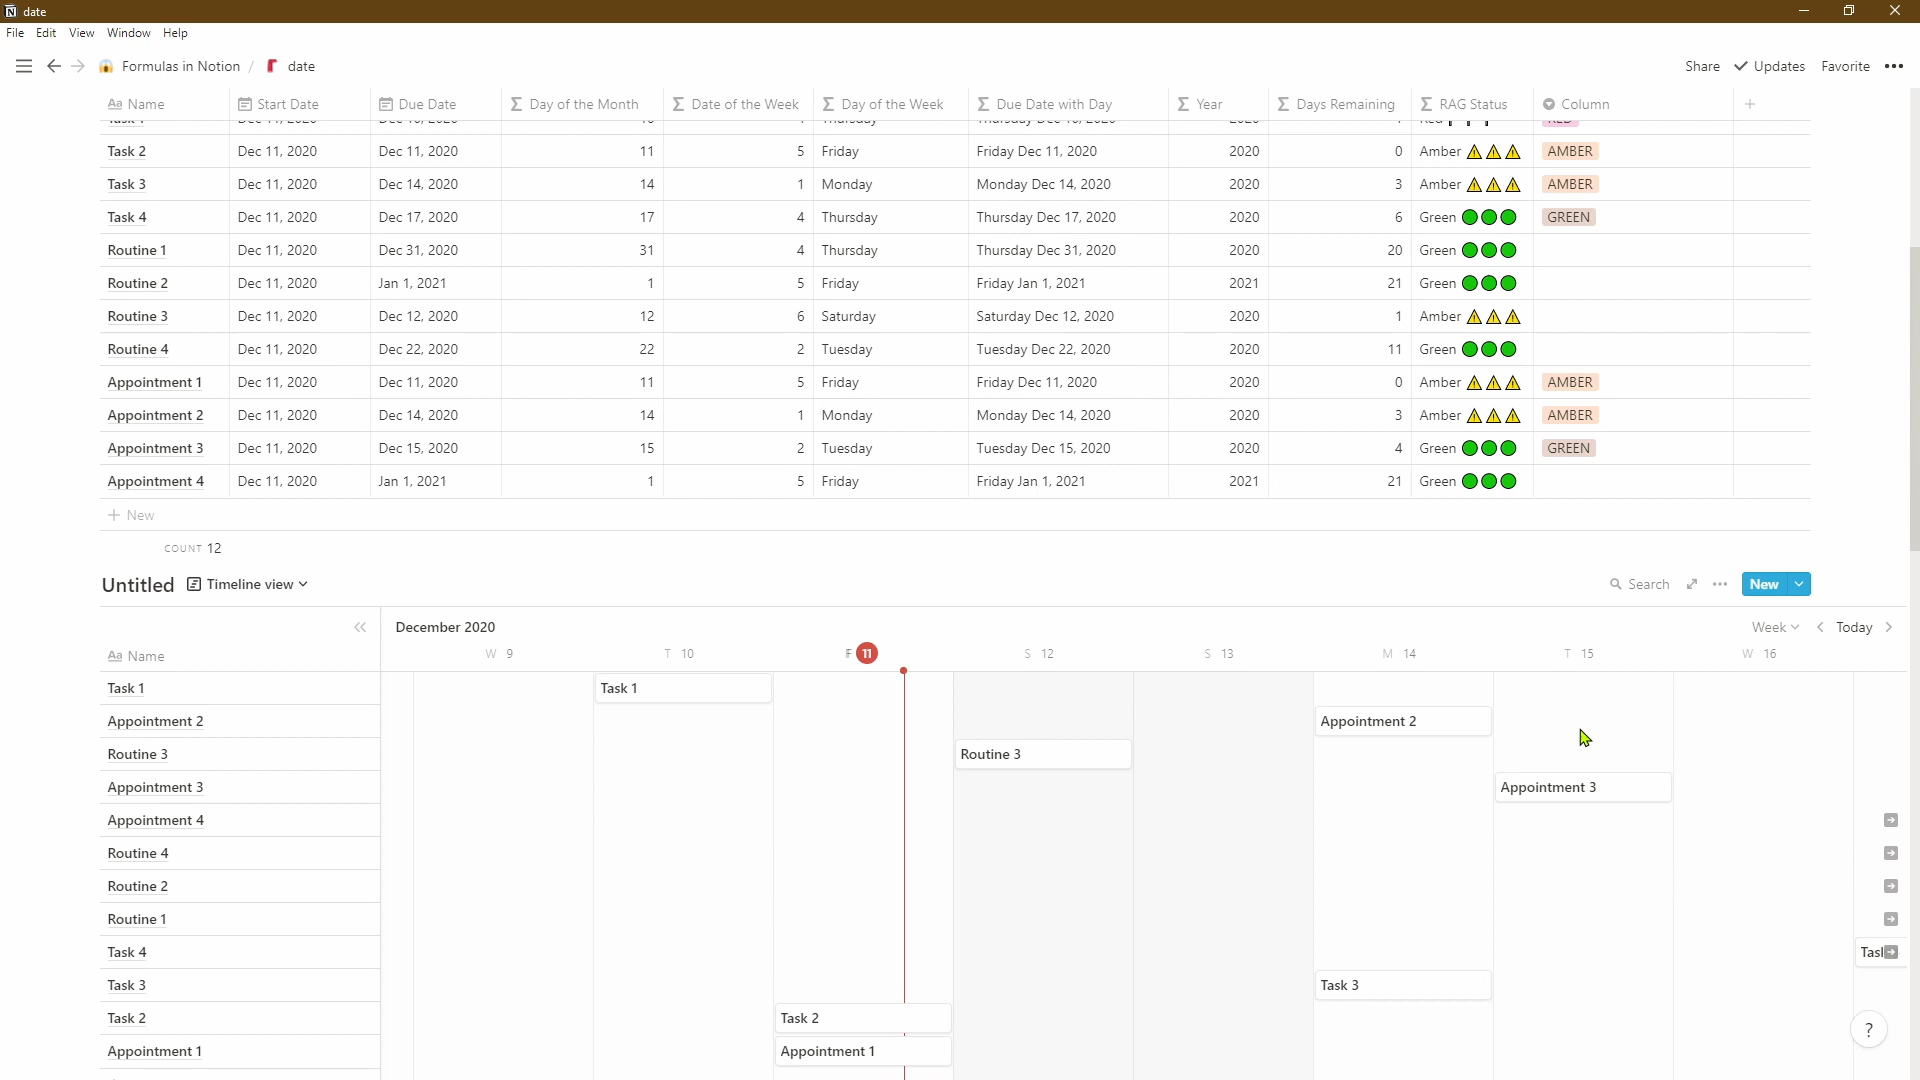 date
File Edit View Window Help
Formulas in Notion / date Share Updates Favorite
Aa Name Start Date Due Date Σ Day of the Month Σ Date of the Week Σ Day of the Week Σ Due Date with Day Σ Year Σ Days Remaining Σ RAG Status Column
Task 2 Dec 11, 2020 Dec 11, 2020 11 5 Friday Friday Dec 11, 2020 2020 0 Amber AMBER
Task 3 Dec 11, 2020 Dec 14, 2020 14 1 Monday Monday Dec 14, 2020 2020 3 Amber AMBER
Task 4 Dec 11, 2020 Dec 17, 2020 17 4 Thursday Thursday Dec 17, 2020 2020 6 Green GREEN
Routine 1 Dec 11, 2020 Dec 31, 2020 31 4 Thursday Thursday Dec 31, 2020 2020 20 Green
Routine 2 Dec 11, 2020 Jan 1, 2021 1 5 Friday Friday Jan 1, 2021 2021 21 Green
Routine 3 Dec 11, 2020 Dec 12, 2020 12 6 Saturday Saturday Dec 12, 2020 2020 1 Amber
Routine 4 Dec 11, 2020 Dec 22, 2020 22 2 Tuesday Tuesday Dec 22, 2020 2020 11 Green
Appointment 1 Dec 11, 2020 Dec 11, 2020 11 5 Friday Friday Dec 11, 2020 2020 0 Amber AMBER
Appointment 2 Dec 11, 2020 Dec 14, 2020 14 1 Monday Monday Dec 14, 2020 2020 3 Amber AMBER
Appointment 3 Dec 11, 2020 Dec 15, 2020 15 2 Tuesday Tuesday Dec 15, 2020 2020 4 Green GREEN
Appointment 4 Dec 11, 2020 Jan 1, 2021 1 5 Friday Friday Jan 1, 2021 2021 21 Green
+ New
COUNT 12
Untitled Timeline view Search New
December 2020 Week Today
Aa Name W 9 T 10 F 11 S 12 S 13 M 14 T 15 W 16
Task 1 Task 1
Appointment 2 Appointment 2
Routine 3 Routine 3
Appointment 3 Appointment 3
Appointment 4
Routine 4
Routine 2
Routine 1
Task 4
Task 3 Task 3
Task 2 Task 2
Appointment 1 Appointment 1
?